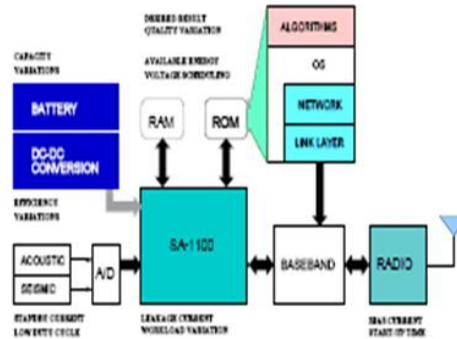 DESIRED RESULT
QUALITY VARIATION
ALGORITHMS
CAPACITY
VARIATIONS
AVAILABLE ENERGY
VOLTAGE SCHEDULING
OS
BATTERY
RAM
ROM
NETWORK
DC-DC
CONVERSION
LINK LAYER
EFFICIENCY
VARIATIONS
SA-1100
ACOUSTIC
SEISMIC
A/D
BASEBAND
RADIO
STANDBY CURRENT
LOW DUTY CYCLE
LEAKAGE CURRENT
WORKLOAD VARIATION
BIAS CURRENT
START-UP TIME